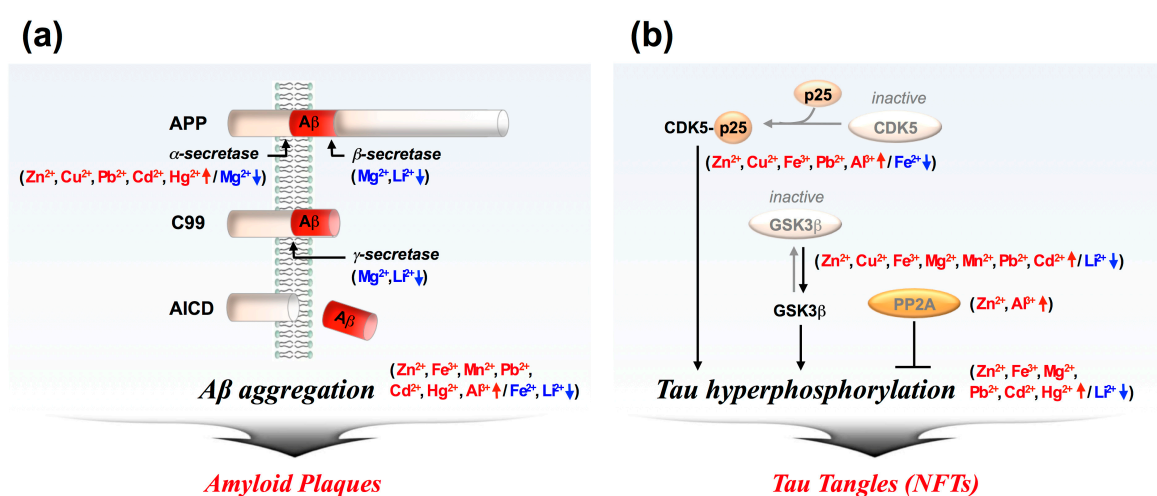 (a)
APP
Aβ
α-secretase
(Zn²⁺, Cu²⁺, Pb²⁺, Cd²⁺, Hg²⁺↑/Mg²⁺↓)
β-secretase
(Mg²⁺, Li²⁺↓)
C99
Aβ
γ-secretase
(Mg²⁺, Li²⁺↓)
AICD
Aβ
Aβ aggregation
(Zn²⁺, Fe³⁺, Mn²⁺, Pb²⁺,
Cd²⁺, Hg²⁺, Al³⁺↑/Fe²⁺, Li²⁺↓)
Amyloid Plaques
(b)
p25
inactive
CDK5-p25
CDK5
(Zn²⁺, Cu²⁺, Fe³⁺, Pb²⁺, Al³⁺↑/Fe²⁺↓)
inactive
GSK3β
(Zn²⁺, Cu²⁺, Fe³⁺, Mg²⁺, Mn²⁺, Pb²⁺, Cd²⁺↑/Li²⁺↓)
GSK3β
PP2A
(Zn²⁺, Al³⁺↑)
Tau hyperphosphorylation
(Zn²⁺, Fe³⁺, Mg²⁺,
Pb²⁺, Cd²⁺, Hg²⁺↑/Li²⁺↓)
Tau Tangles (NFTs)